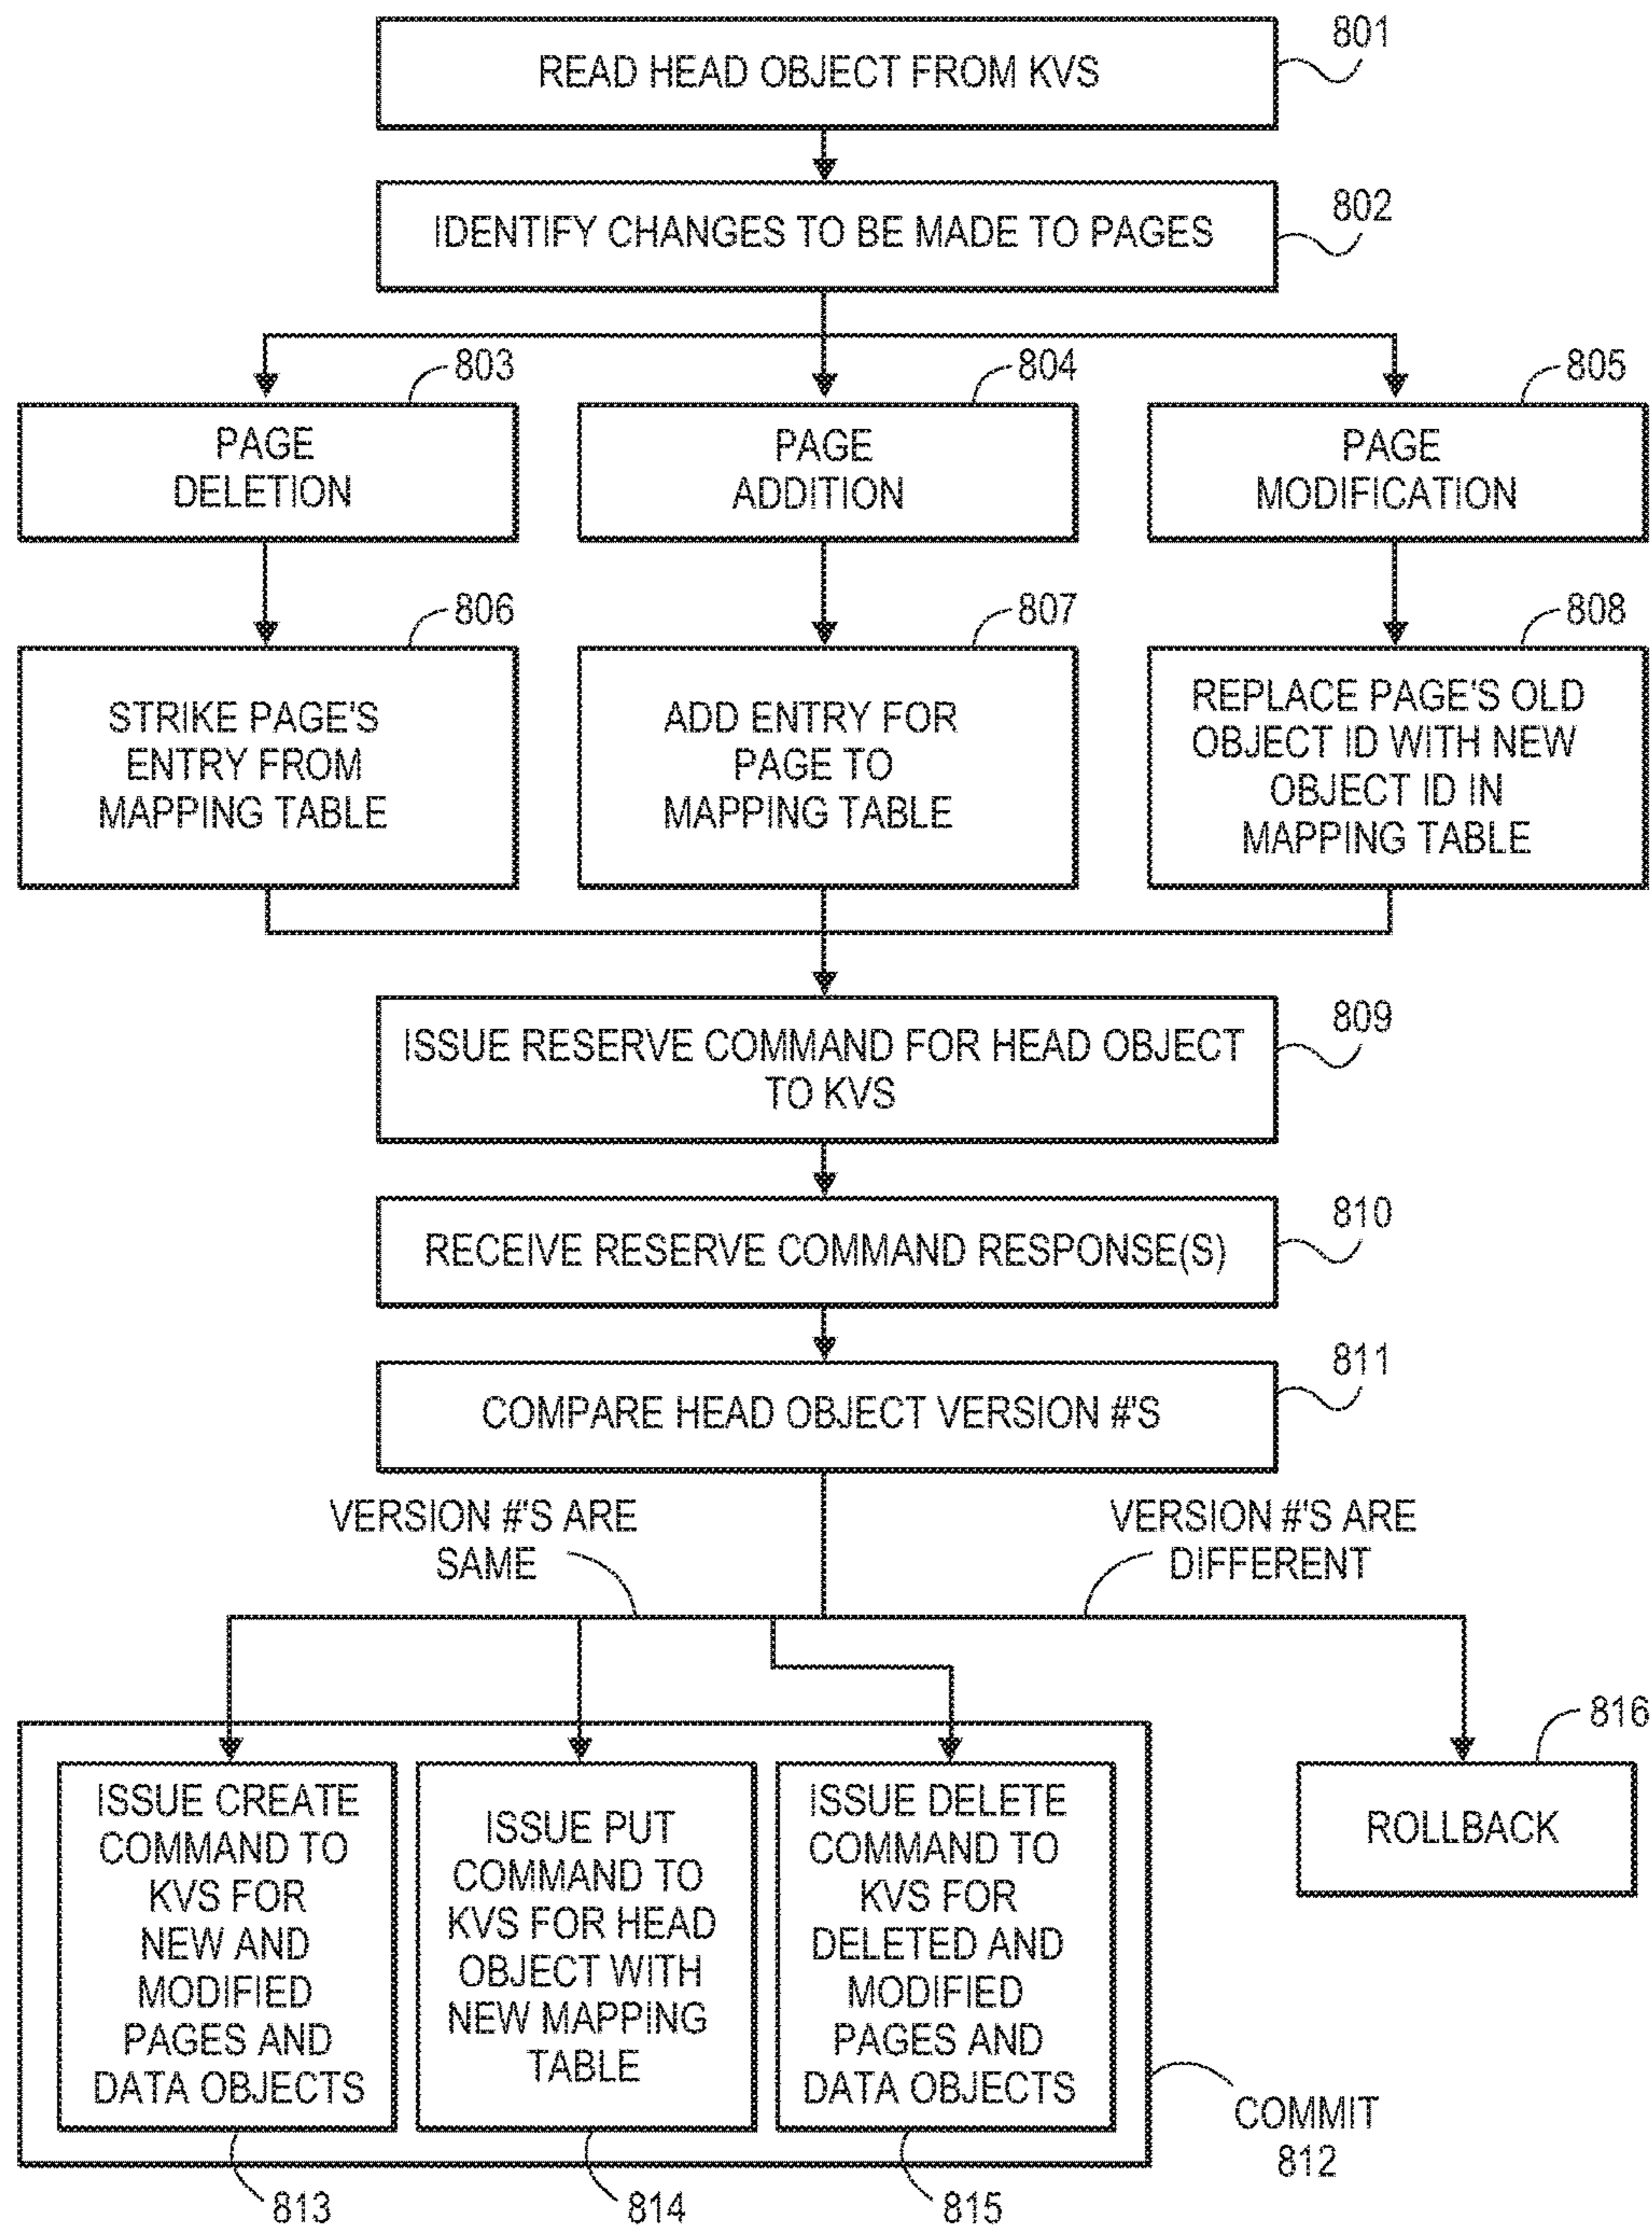 801
READ HEAD OBJECT FROM KVS
802
IDENTIFY CHANGES TO BE MADE TO PAGES
803
PAGE
DELETION
804
PAGE
ADDITION
805
PAGE
MODIFICATION
806
STRIKE PAGE'S
ENTRY FROM
MAPPING TABLE
807
ADD ENTRY FOR
PAGE TO
MAPPING TABLE
808
REPLACE PAGE'S OLD
OBJECT ID WITH NEW
OBJECT ID IN
MAPPING TABLE
809
ISSUE RESERVE COMMAND FOR HEAD OBJECT
TO KVS
810
RECEIVE RESERVE COMMAND RESPONSE(S)
811
COMPARE HEAD OBJECT VERSION #'S
VERSION #'S ARE
SAME
VERSION #'S ARE
DIFFERENT
ISSUE CREATE
COMMAND TO
KVS FOR
NEW AND
MODIFIED
PAGES AND
DATA OBJECTS
813
ISSUE PUT
COMMAND TO
KVS FOR HEAD
OBJECT WITH
NEW MAPPING
TABLE
814
ISSUE DELETE
COMMAND TO
KVS FOR
DELETED AND
MODIFIED
PAGES AND
DATA OBJECTS
815
COMMIT
812
816
ROLLBACK